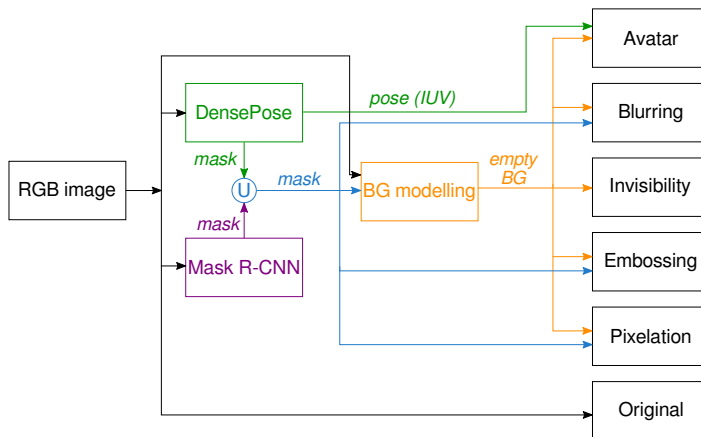 Avatar
pose (IUV)
DensePose
Blurring
mask
empty
BG
RGB image
U
mask
BG modelling
Invisibility
mask
Mask R-CNN
Embossing
Pixelation
Original